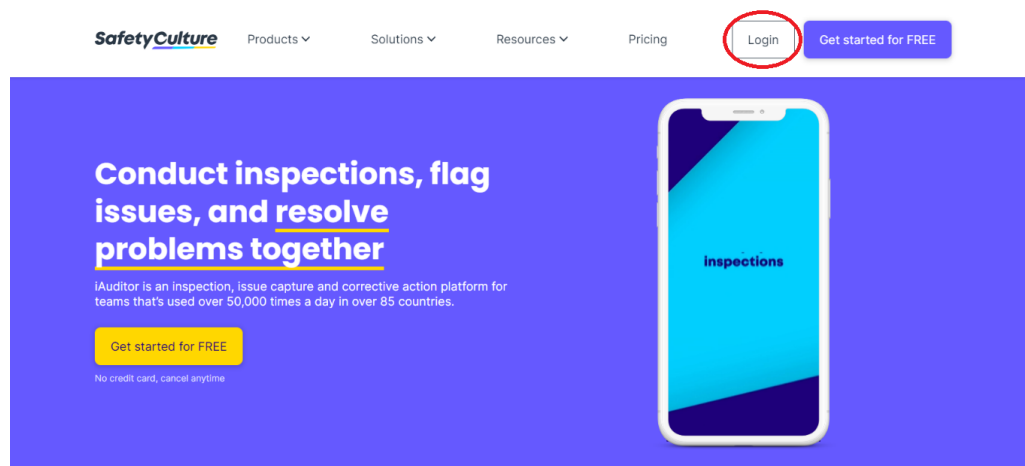 SafetyCulture
Products
Solutions
Resources
Pricing
Login
Get started for FREE
Conduct inspections, flag
issues, and resolve
problems together
iAuditor is an inspection, issue capture and corrective action platform for
teams that's used over 50,000 times a day in over 85 countries.
Get started for FREE
No credit card, cancel anytime
inspections